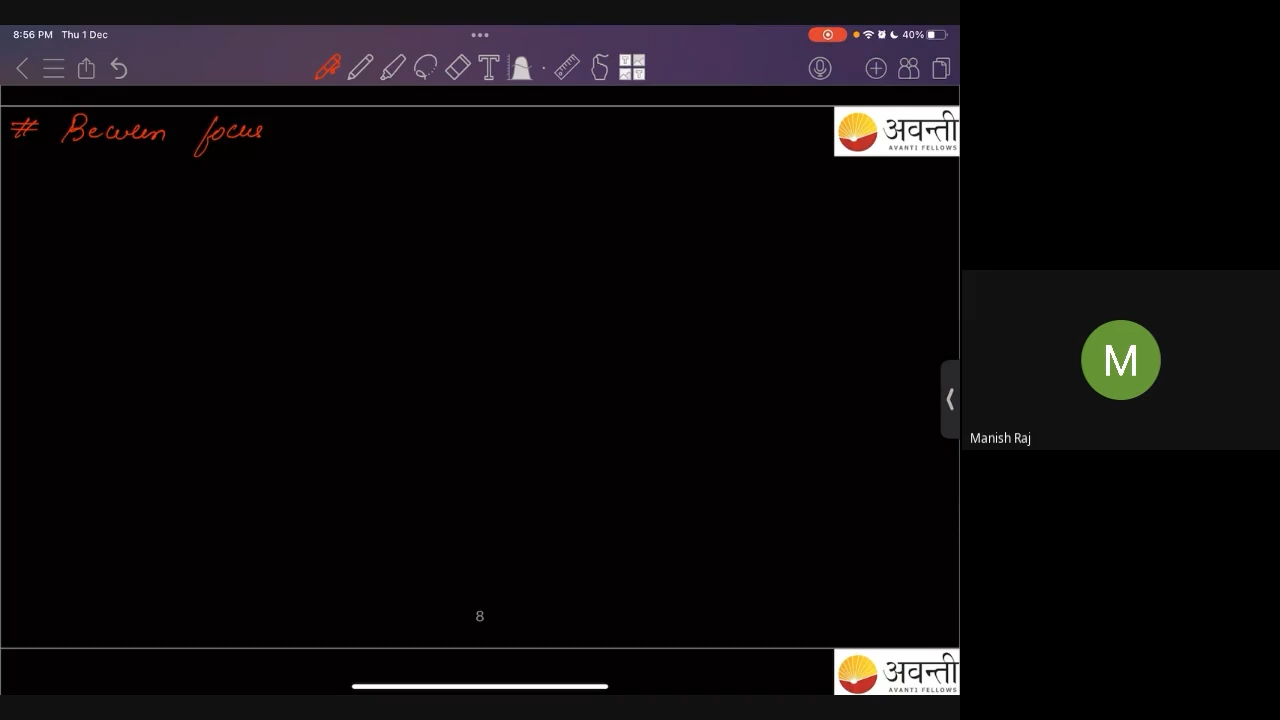 8:56 PM Thu 1 Dec
40%
# Beween focus
अवन्ती
AVANTI FELLOWS
M
Manish Raj
8
अवन्ती
AVANTI FELLOWS